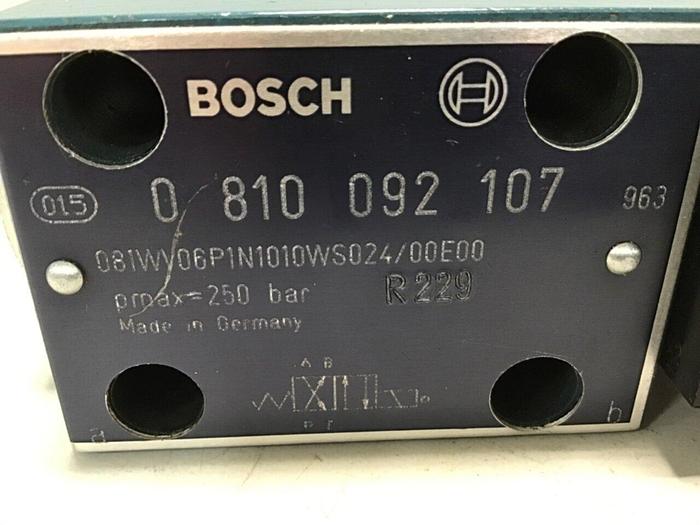 BOSCH
015 0 810 092 107 963
081WV06P1N1010WS024/00E00
pmax=250 bar R229
Made in Germany
A B
P T
a b